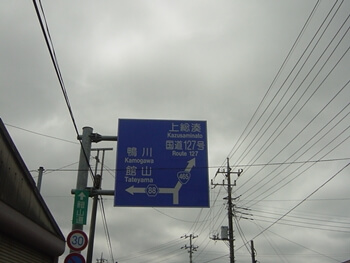 上総湊
Kazusaminato
国道127号
Route 127
鴨川
Kamogawa
館山
Tateyama
465
88
30